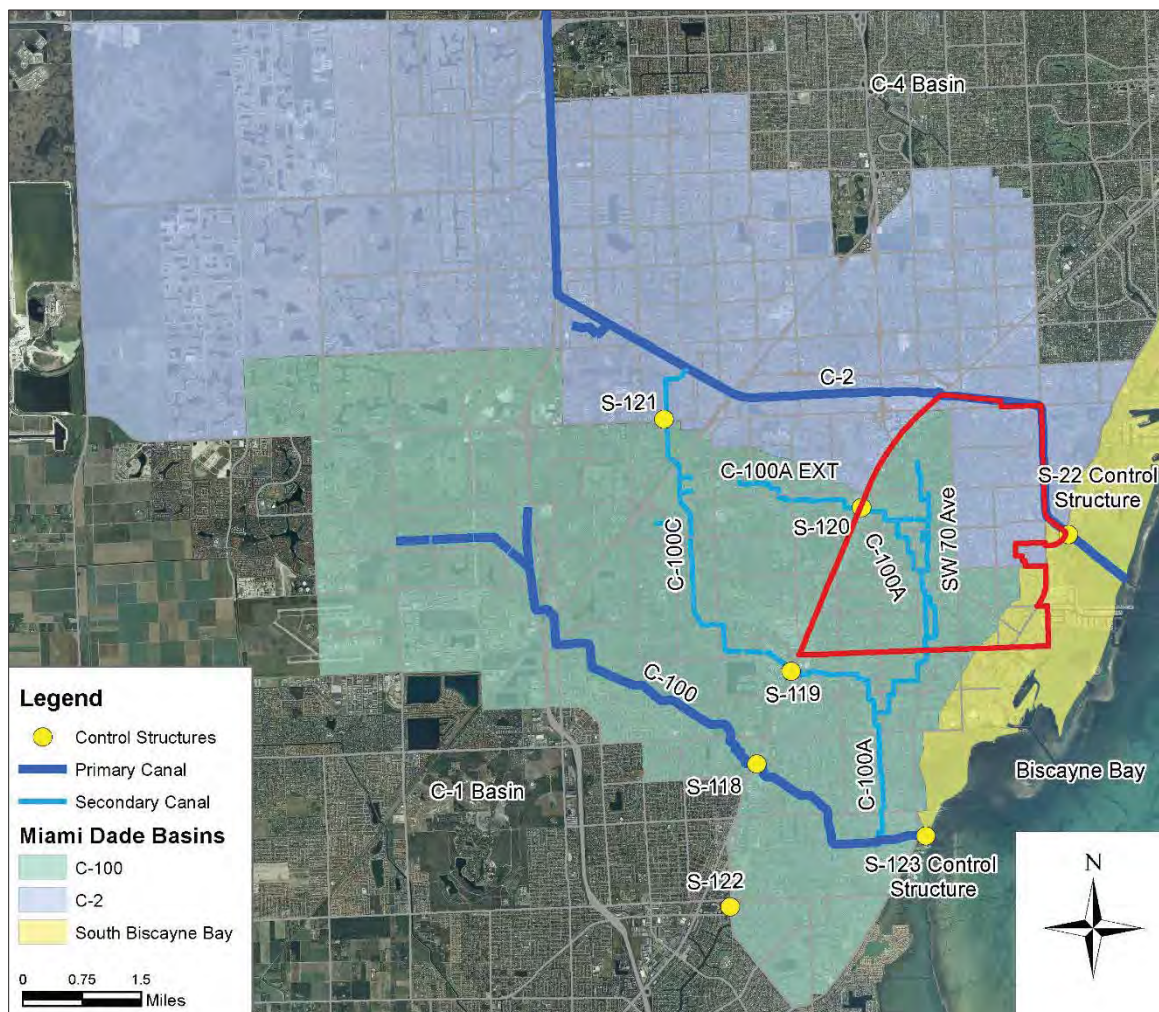 C-4 Basin
C-2
S-121
C-100A EXT
S-22 Control
Structure
S-120
C-100A
SW 70 Ave
C-100C
C-100
S-119
C-100A
S-118
Biscayne Bay
C-1 Basin
S-123 Control
Structure
S-122
N
Legend
Control Structures
Primary Canal
Secondary Canal
Miami Dade Basins
C-100
C-2
South Biscayne Bay
0 0.75 1.5
Miles